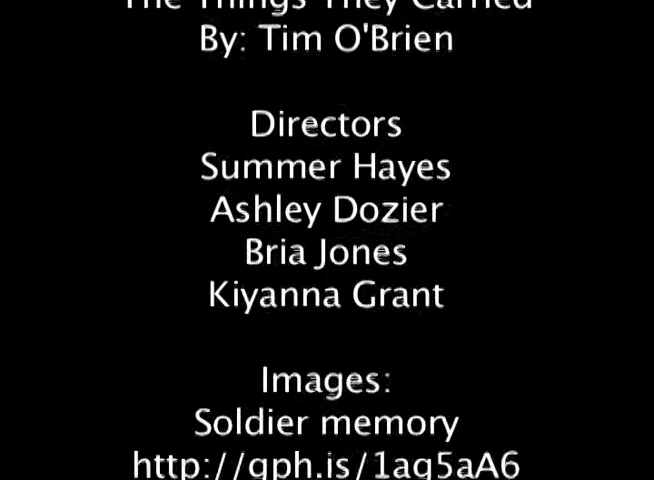 The Things They Carried
By: Tim O'Brien
Directors
Summer Hayes
Ashley Dozier
Bria Jones
Kiyanna Grant
Images:
Soldier memory
http://gph.is/1ag5aA6